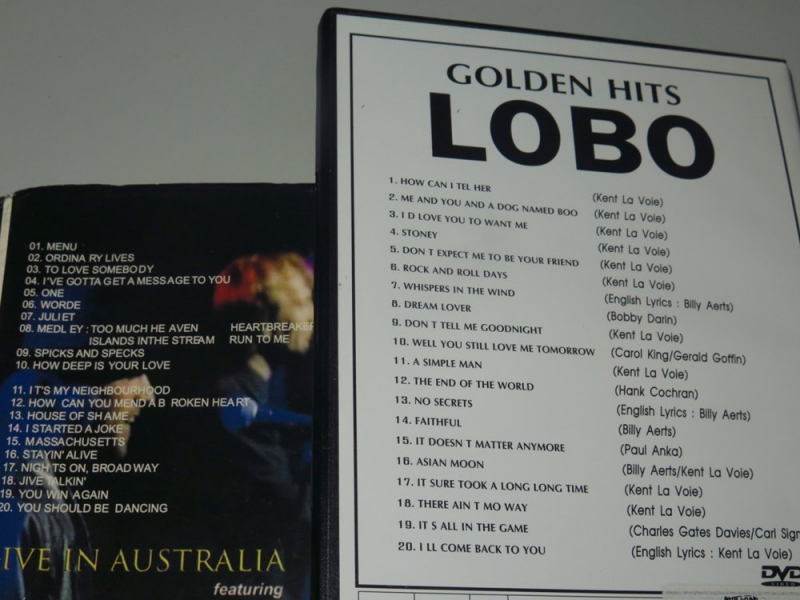 01. MENU
02. ORDINA RY LIVES
03. TO LOVE SOMEBODY
04. I'VE GOTTA GET A MESSAGE TO YOU
05. ONE
06. WORDE
07. JULIET
08. MEDL EY : TOO MUCH HE AVEN HEARTBREAKER
ISLANDS INTHE STREAM RUN TO ME
09. SPICKS AND SPECKS
10. HOW DEEP IS YOUR LOVE
11. IT'S MY NEIGHBOURHOOD
12. HOW CAN YOU MEND A B ROKEN HEART
13. HOUSE OF SHAME
14. I STARTED A JOKE
15. MASSACHUSETTS
16. STAYIN' ALIVE
17. NIGH TS ON, BROADWAY
18. JIVE TALKIN'
19. YOU WIN AGAIN
20. YOU SHOULD BE DANCING
IVE IN AUSTRALIA
featuring
GOLDEN HITS
LOBO
1. HOW CAN I TEL HER (Kent La Voie)
2. ME AND YOU AND A DOG NAMED BOO (Kent La Voie)
3. I D LOVE YOU TO WANT ME (Kent La Voie)
4. STONEY (Kent La Voie)
5. DON T EXPECT ME TO BE YOUR FRIEND (Kent La Voie)
6. ROCK AND ROLL DAYS (Kent La Voie)
7. WHISPERS IN THE WIND (English Lyrics : Billy Aerts)
8. DREAM LOVER (Bobby Darin)
9. DON T TELL ME GOODNIGHT (Kent La Voie)
10. WELL YOU STILL LOVE ME TOMORROW (Carol King/Gerald Goffin)
11. A SIMPLE MAN (Kent La Voie)
12. THE END OF THE WORLD (Hank Cochran)
13. NO SECRETS (English Lyrics : Billy Aerts)
14. FAITHFUL (Billy Aerts)
15. IT DOESN T MATTER ANYMORE (Paul Anka)
16. ASIAN MOON (Billy Aerts/Kent La Voie)
17. IT SURE TOOK A LONG LONG TIME (Kent La Voie)
18. THERE AIN T MO WAY (Kent La Voie)
19. IT S ALL IN THE GAME (Charles Gates Davies/Carl Sign
20. I LL COME BACK TO YOU (English Lyrics : Kent La Voie)
DVD
VIDEO